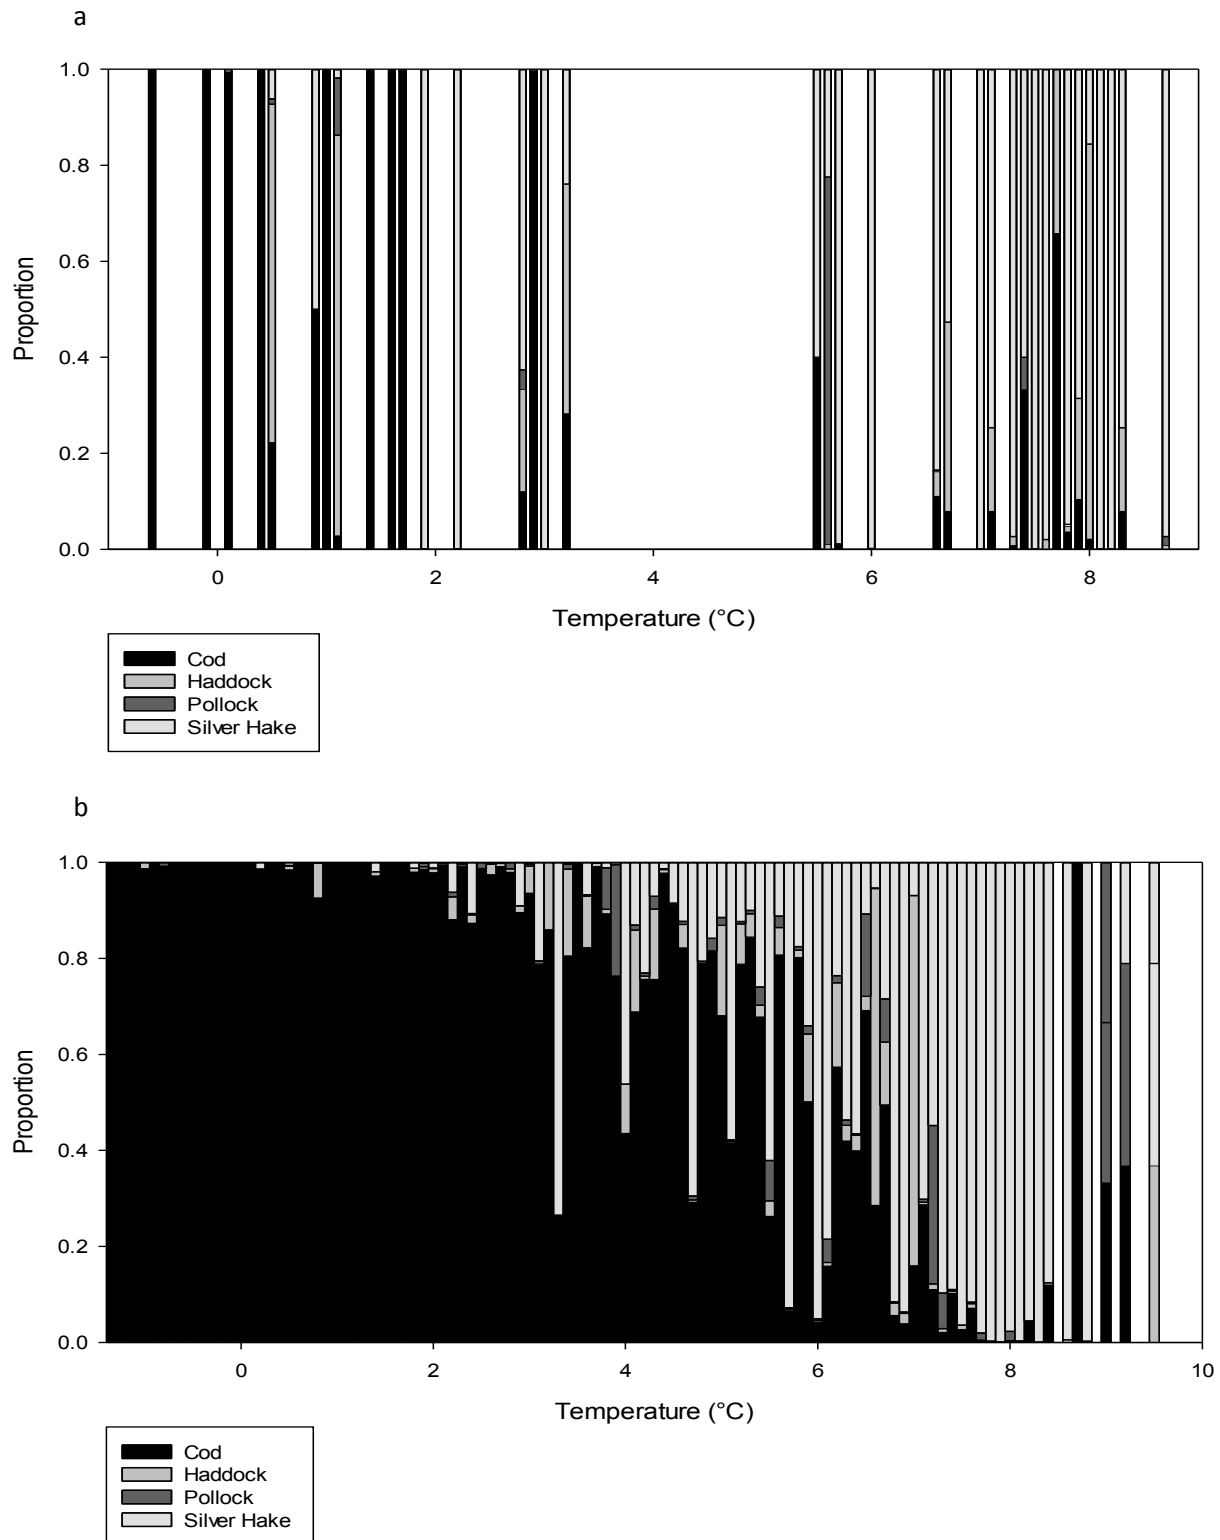 a
1.0
0.8
0.6
0.4
0.2
0.0
Proportion
0 2 4 6 8
Temperature (°C)
Cod
Haddock
Pollock
Silver Hake
b
1.0
0.8
0.6
0.4
0.2
0.0
Proportion
0 2 4 6 8 10
Temperature (°C)
Cod
Haddock
Pollock
Silver Hake